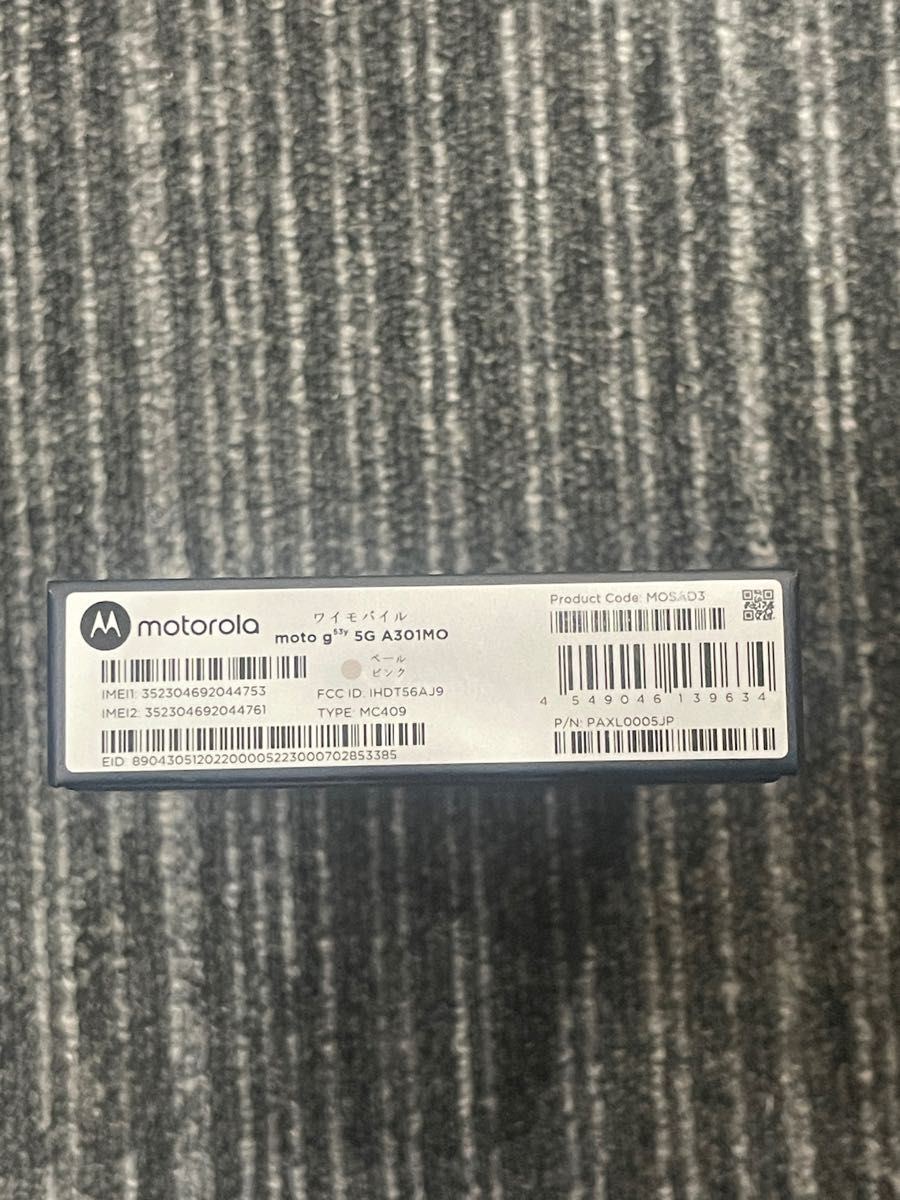 motorola
ワイモバイル
moto g53y 5G A301MO
ペール
ピンク
IMEI1: 352304692044753
IMEI2: 352304692044761
FCC ID: IHDT56AJ9
TYPE: MC409
EID: 89043051202200005223000702853385
Product Code: MOSAD3
4 549046 139634
P/N: PAXL0005JP